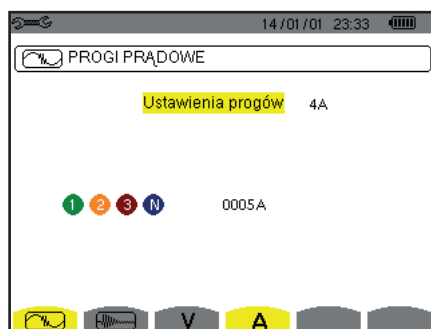 14/01/01 23:33
PROGI PRĄDOWE
Ustawienia progów 4A
1 2 3 N 0005A
V A